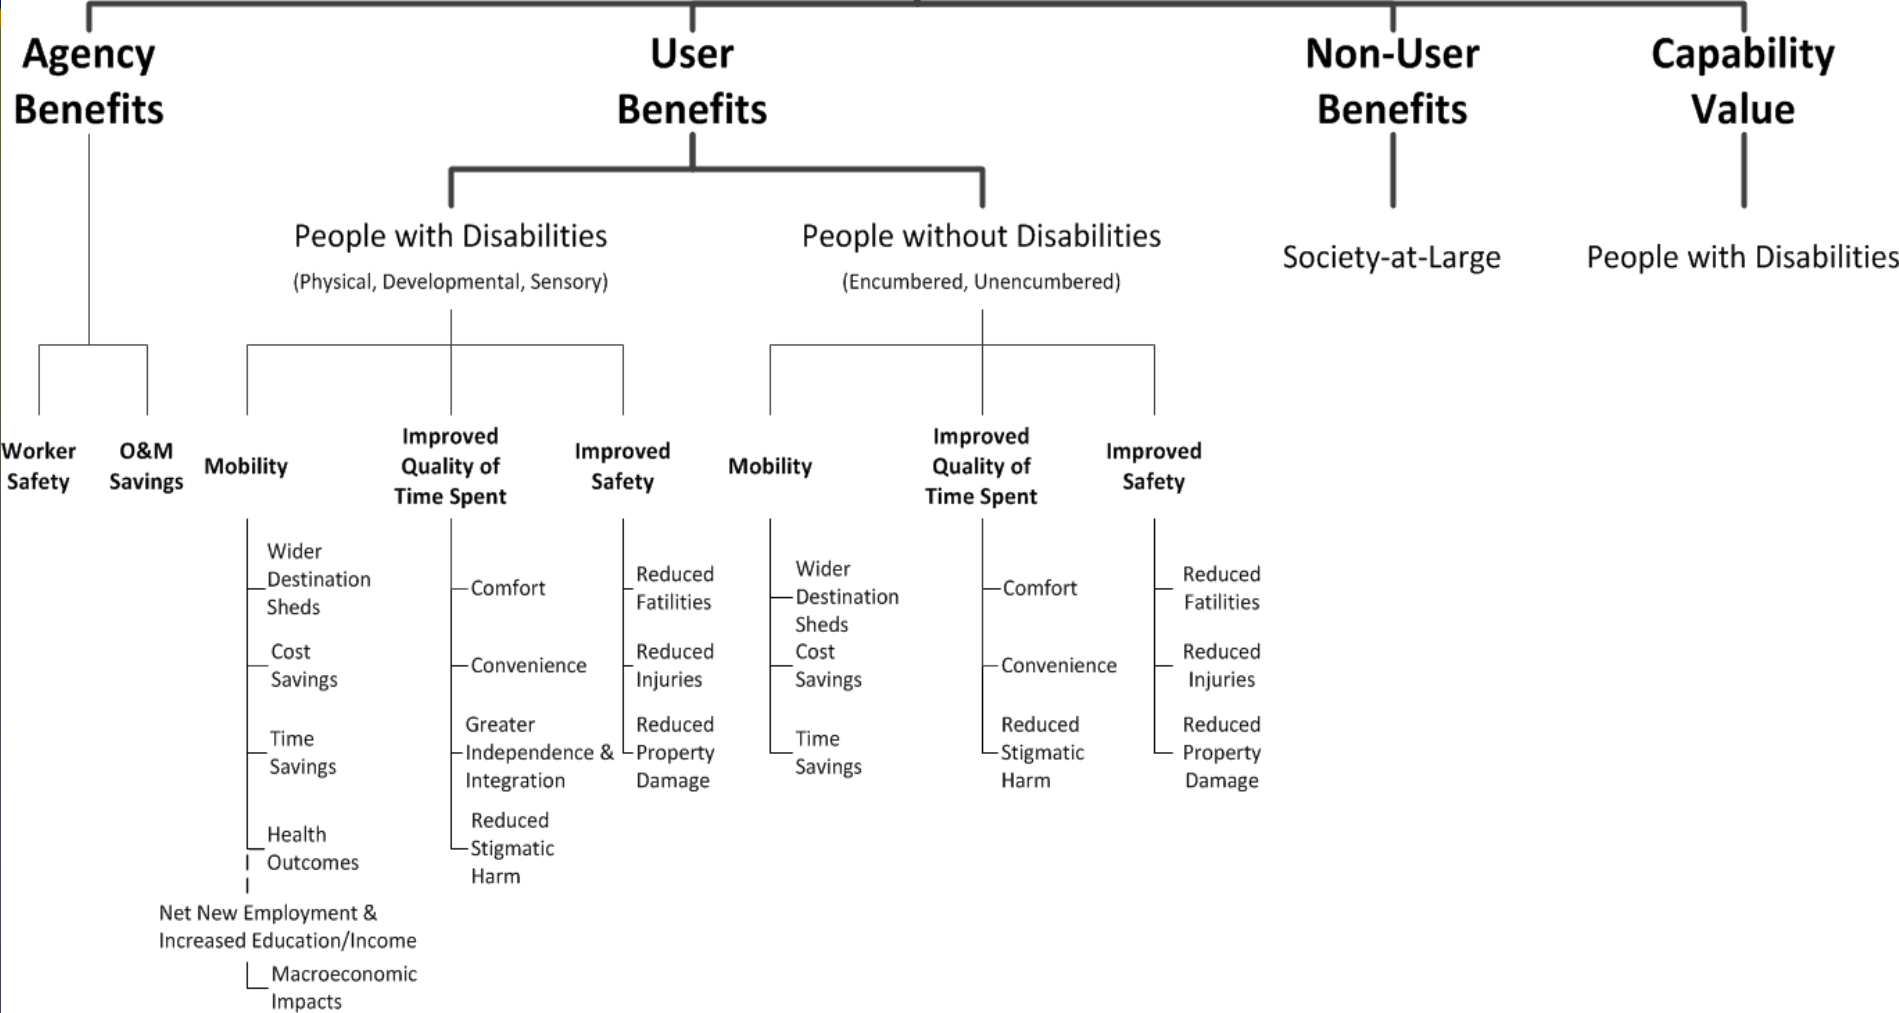 Agency
Benefits
User
Benefits
Non-User
Benefits
Capability
Value
People with Disabilities
(Physical, Developmental, Sensory)
People without Disabilities
(Encumbered, Unencumbered)
Society-at-Large
People with Disabilities
Worker
Safety
O&M
Savings
Mobility
Improved
Quality of
Time Spent
Improved
Safety
Mobility
Improved
Quality of
Time Spent
Improved
Safety
Wider
Destination
Sheds
Cost
Savings
Time
Savings
Health
Outcomes
Net New Employment &
Increased Education/Income
Macroeconomic
Impacts
Comfort
Convenience
Greater
Independence &
Integration
Reduced
Stigmatic
Harm
Reduced
Fatilities
Reduced
Injuries
Reduced
Property
Damage
Wider
Destination
Sheds
Cost
Savings
Time
Savings
Comfort
Convenience
Reduced
Stigmatic
Harm
Reduced
Fatilities
Reduced
Injuries
Reduced
Property
Damage